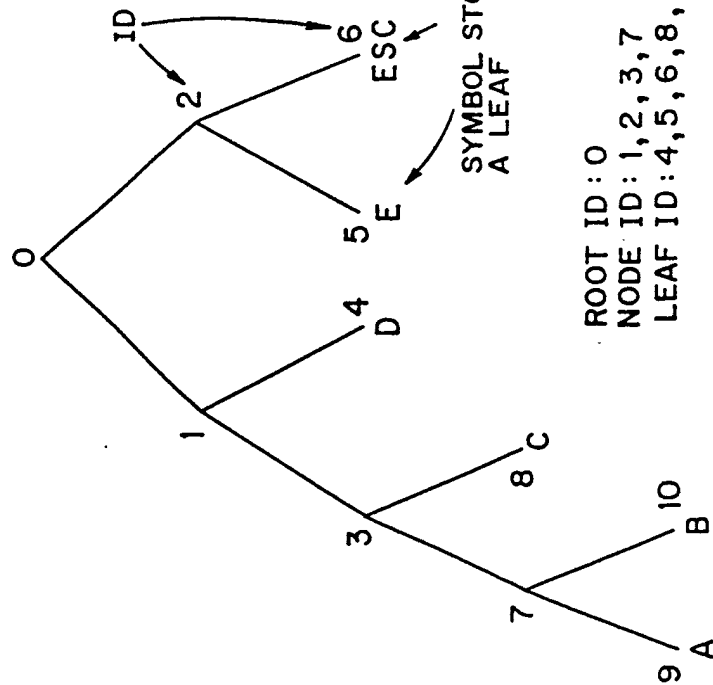 0
ID
1
2
3
D
4
5
E
6
ESC
SYMBOL
A LEAF
7
8
C
9
A
10
B
ROOT ID:0
NODE ID:1,2,3,7
LEAF ID:4,5,6,8,